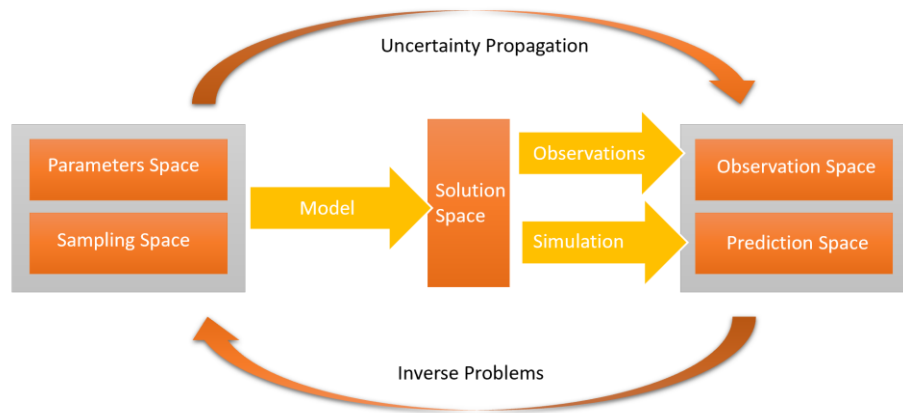 Uncertainty Propagation
Parameters Space
Sampling Space
Model
Solution
Space
Observations
Simulation
Observation Space
Prediction Space
Inverse Problems